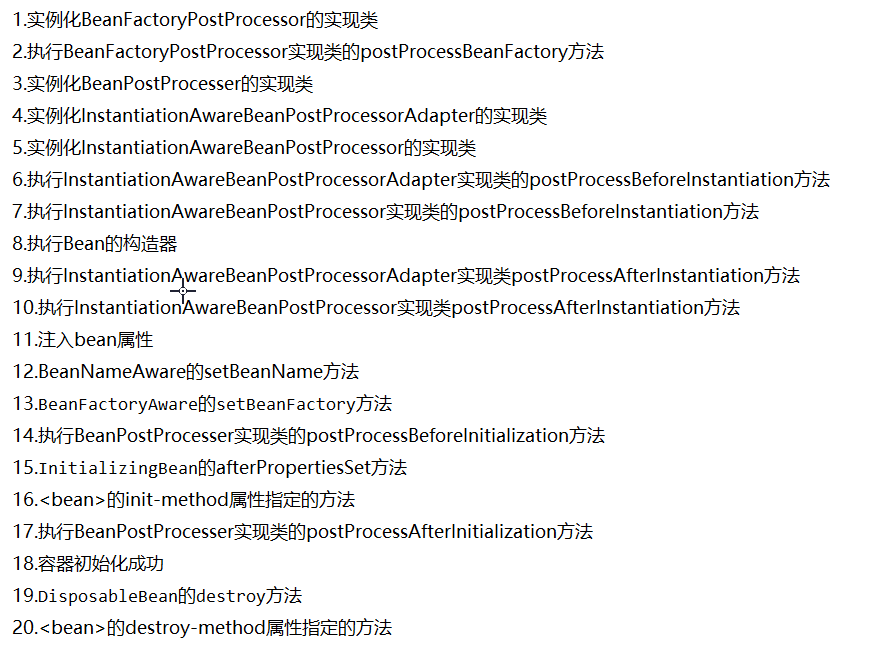 1.实例化BeanFactoryPostProcessor的实现类
2.执行BeanFactoryPostProcessor实现类的postProcessBeanFactory方法
3.实例化BeanPostProcesser的实现类
4.实例化InstantiationAwareBeanPostProcessorAdapter的实现类
5.实例化InstantiationAwareBeanPostProcessor的实现类
6.执行InstantiationAwareBeanPostProcessorAdapter实现类的postProcessBeforeInstantiation方法
7.执行InstantiationAwareBeanPostProcessor实现类的postProcessBeforeInstantiation方法
8.执行Bean的构造器
9.执行InstantiationAwareBeanPostProcessorAdapter实现类postProcessAfterInstantiation方法
10.执行InstantiationAwareBeanPostProcessor实现类postProcessAfterInstantiation方法
11.注入bean属性
12.BeanNameAware的setBeanName方法
13.BeanFactoryAware的setBeanFactory方法
14.执行BeanPostProcesser实现类的postProcessBeforeInitialization方法
15.InitializingBean的afterPropertiesSet方法
16.<bean>的init-method属性指定的方法
17.执行BeanPostProcesser实现类的postProcessAfterInitialization方法
18.容器初始化成功
19.DisposableBean的destroy方法
20.<bean>的destroy-method属性指定的方法